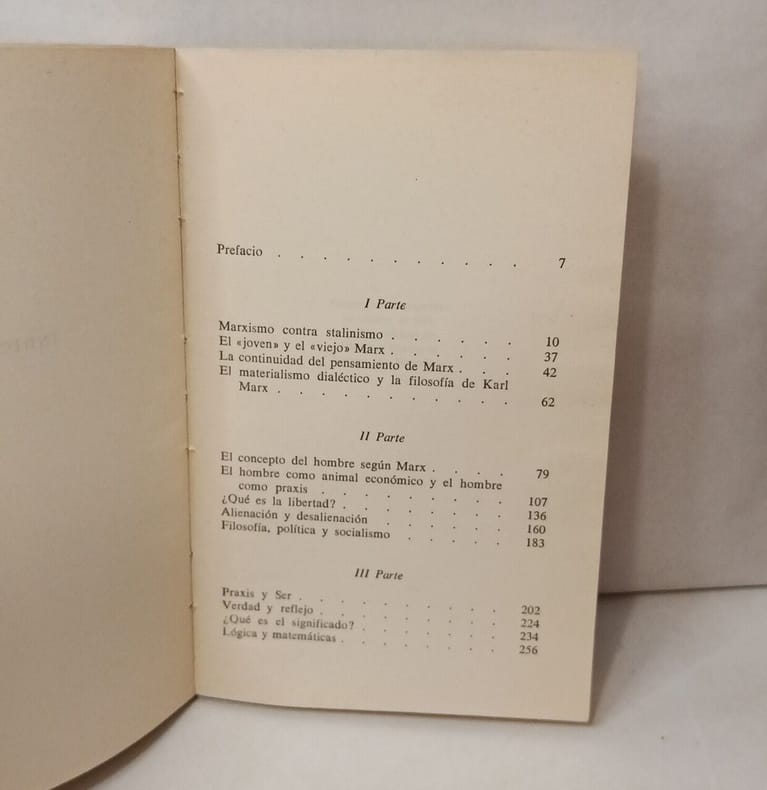 Prefacio . . . . . . . . . . . 7
I Parte
Marxismo contra stalinismo . . . . . . 10
El «joven» y el «viejo» Marx . . . . . . 37
La continuidad del pensamiento de Marx . . . 42
El materialismo dialéctico y la filosofía de Karl
Marx . . . . . . . . . . . 62
II Parte
El concepto del hombre según Marx . . . . 79
El hombre como animal económico y el hombre
como praxis . . . . . . . . . 107
¿Qué es la libertad? . . . . . . . . 136
Alienación y desalienación . . . . . . 160
Filosofía, política y socialismo . . . . . 183
III Parte
Praxis y Ser . . . . . . . . . . 202
Verdad y reflejo . . . . . . . . . 224
¿Qué es el significado? . . . . . . . 234
Lógica y matemáticas . . . . . . . . 256